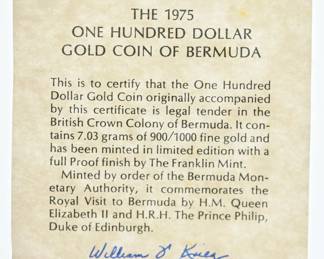 THE 1975
ONE HUNDRED DOLLAR
GOLD COIN OF BERMUDA
This is to certify that the One Hundred
Dollar Gold Coin originally accompanied
by this certificate is legal tender in the
British Crown Colony of Bermuda. It con-
tains 7.03 grams of 900/1000 fine gold and
has been minted in limited edition with a
full Proof finish by The Franklin Mint.
Minted by order of the Bermuda Mon-
etary Authority, it commemorates the
Royal Visit to Bermuda by H.M. Queen
Elizabeth II and H.R.H. The Prince Philip,
Duke of Edinburgh.
William